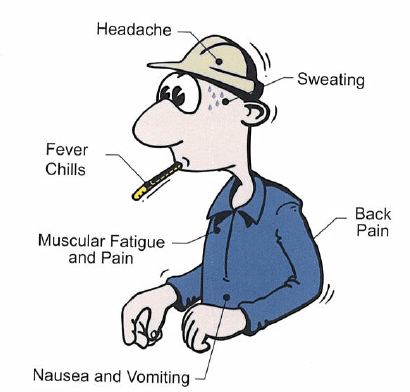 Headache
Sweating
Fever
Chills
Back
Pain
Muscular Fatigue
and Pain
Nausea and Vomiting